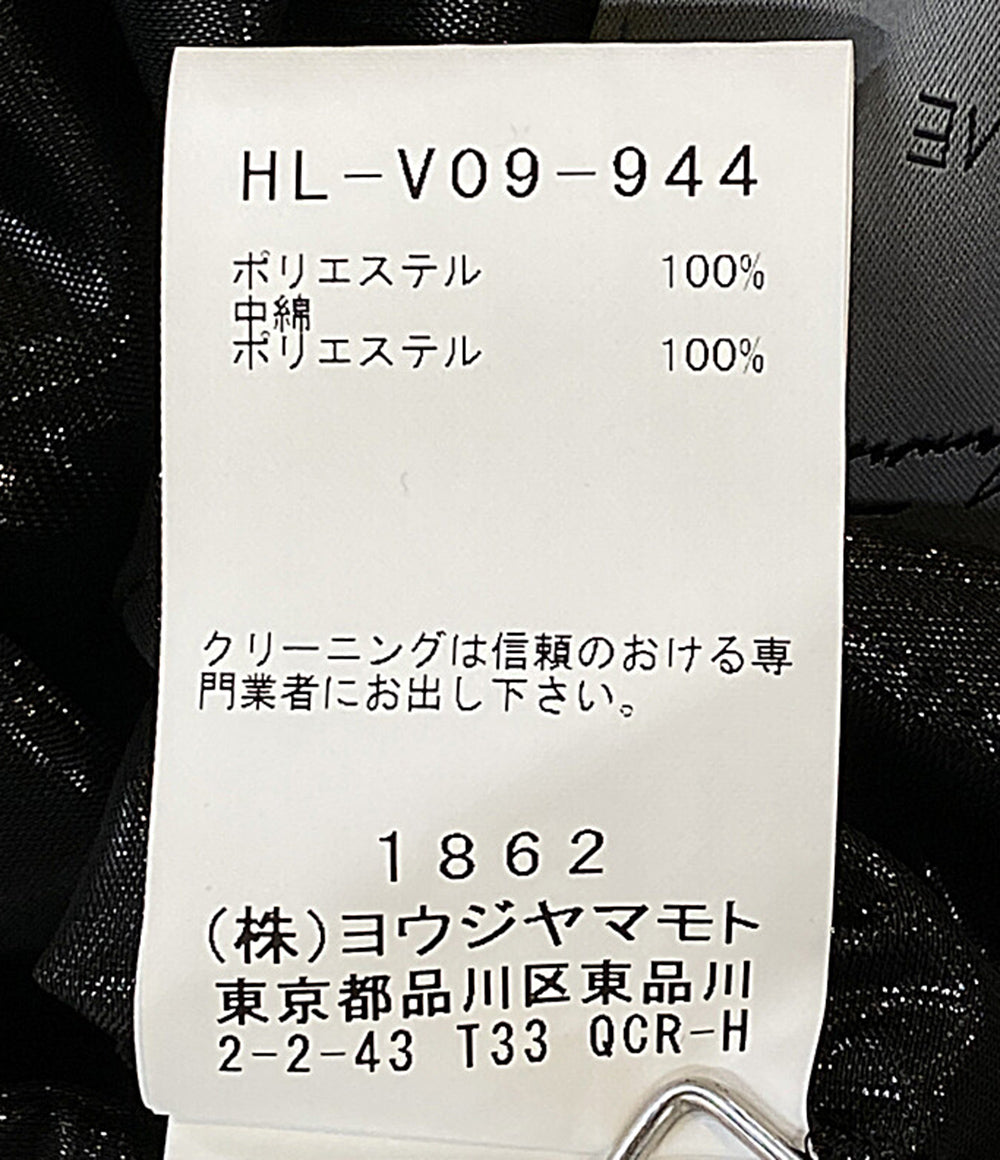 HL-V09-944
ポリエステル 100%
中綿
ポリエステル 100%
クリーニングは信頼のおける専
門業者にお出し下さい。
1862
(株)ヨウジヤマモト
東京都品川区東品川
2-2-43 T33 QCR-H